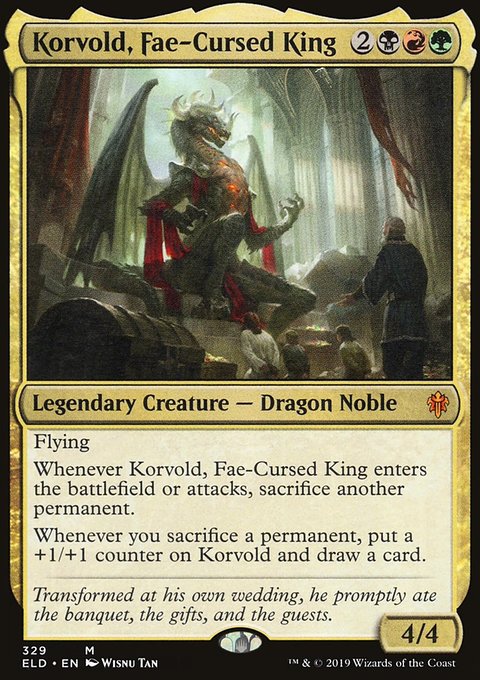 Korvold, Fae-Cursed King 2
Legendary Creature — Dragon Noble
Flying
Whenever Korvold, Fae-Cursed King enters
the battlefield or attacks, sacrifice another
permanent.
Whenever you sacrifice a permanent, put a
+1/+1 counter on Korvold and draw a card.
Transformed at his own wedding, he promptly ate
the banquet, the gifts, and the guests.
4/4
329 M
ELD • EN Wisnu Tan
™ & © 2019 Wizards of the Coast